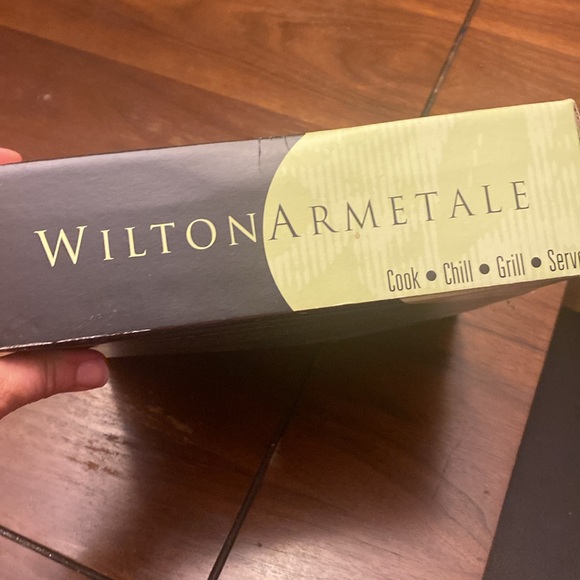 WILTONARMETALE
Cook • Chill • Grill • Serve